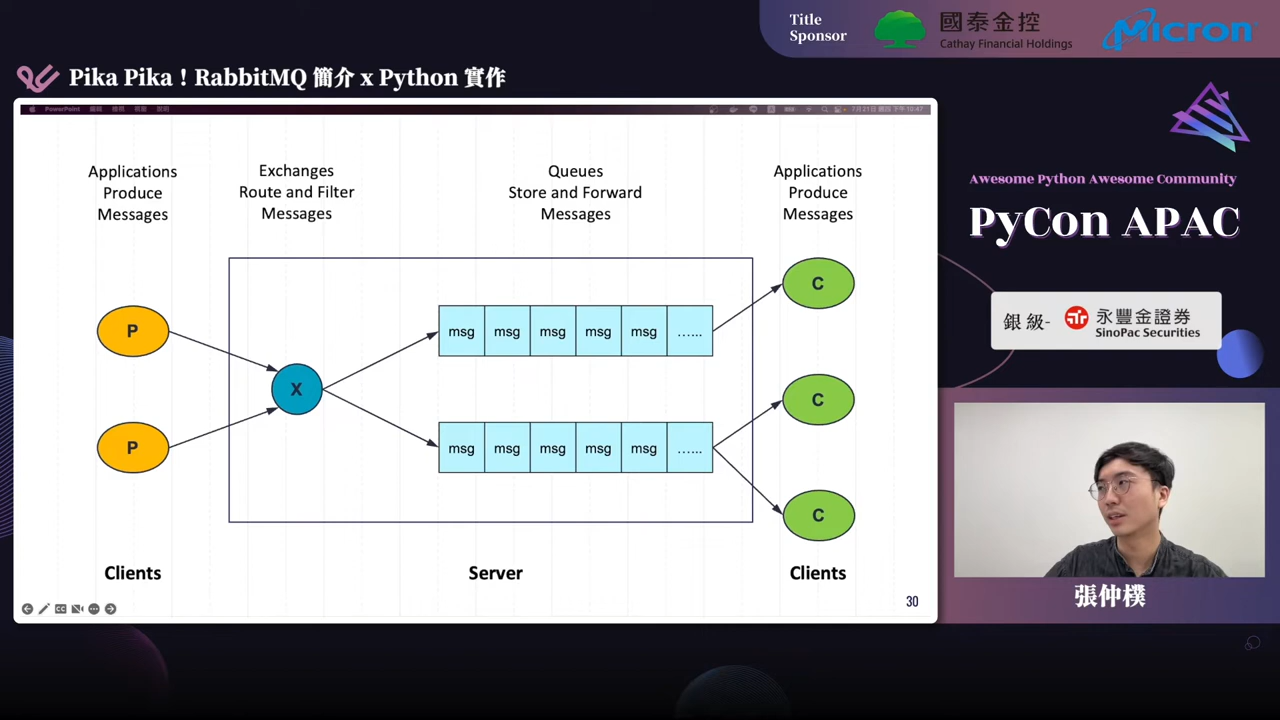 Title
Sponsor
國泰金控
Cathay Financial Holdings
Micron
Pika Pika！RabbitMQ 簡介 x Python 實作
PowerPoint
Applications
Produce
Messages
Exchanges
Route and Filter
Messages
Queues
Store and Forward
Messages
Applications
Produce
Messages
P
P
X
msg msg msg msg msg …...
msg msg msg msg msg …...
C
C
C
Clients
Server
Clients
30
Awesome Python Awesome Community
PyCon APAC
銀級-
永豐金證券
SinoPac Securities
張仲樸